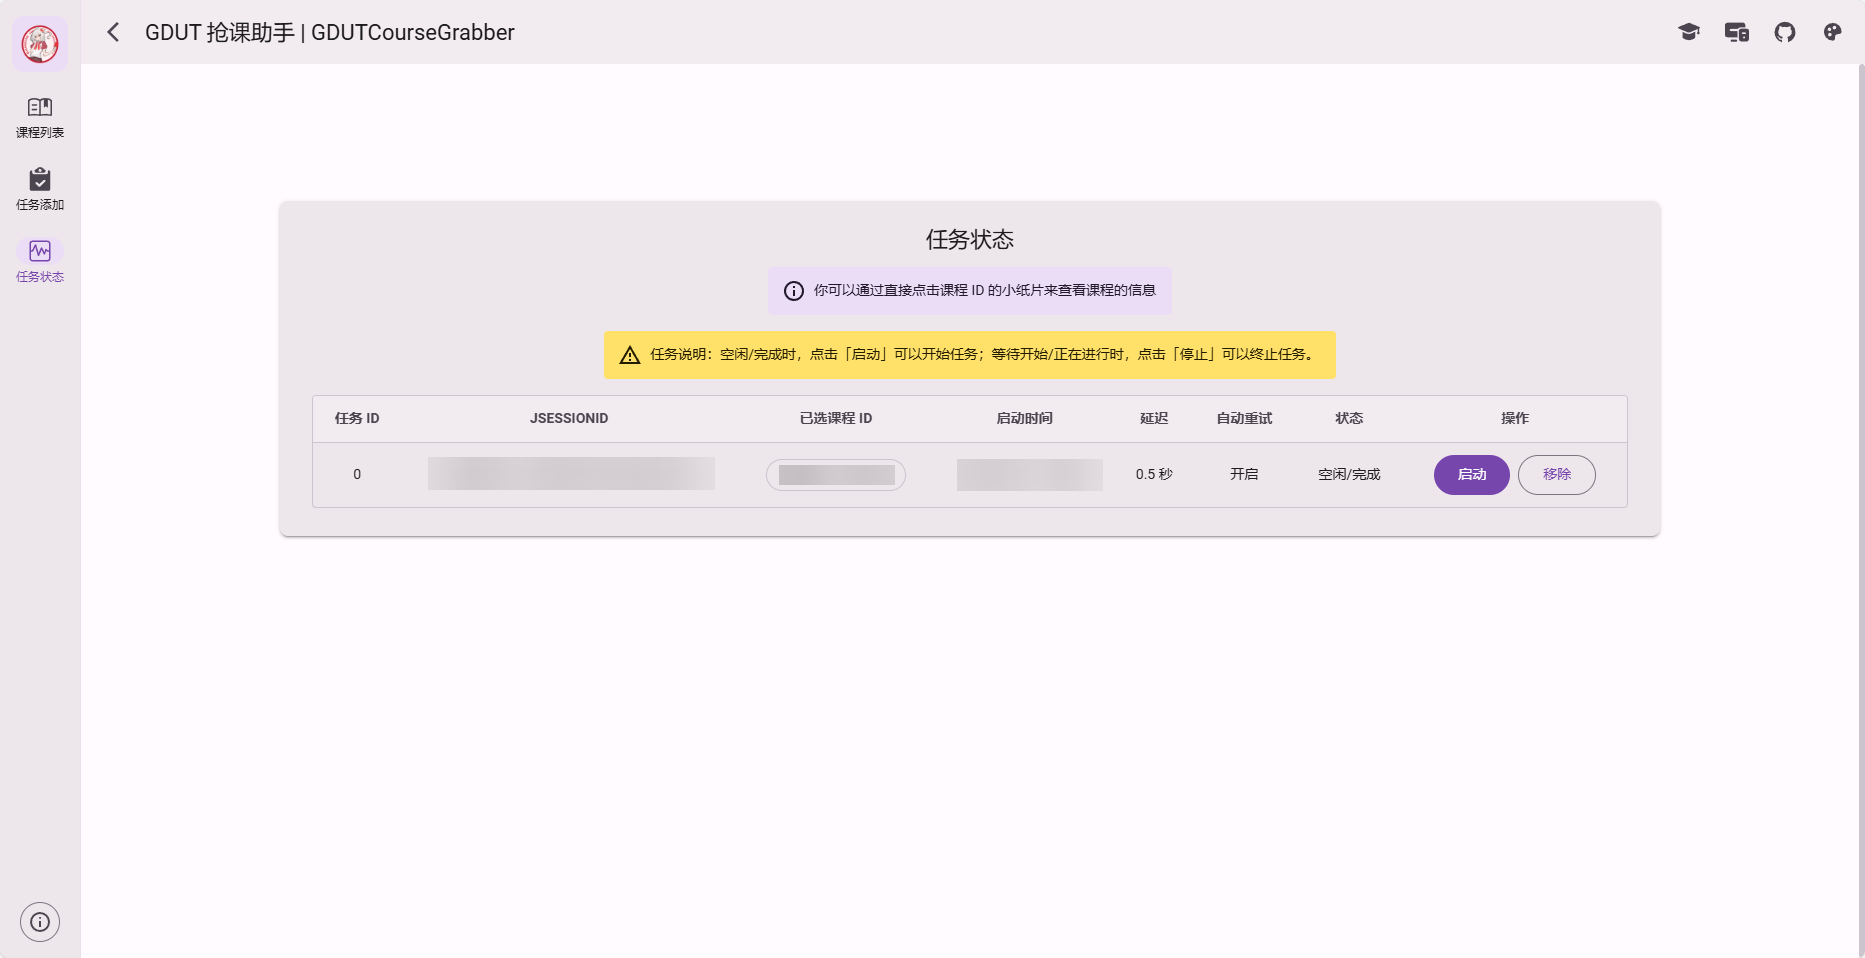 GDUT 抢课助手 | GDUTCourseGrabber
课程列表
任务添加
任务状态
任务状态
你可以通过直接点击课程 ID 的小纸片来查看课程的信息
任务说明：空闲/完成时，点击「启动」可以开始任务；等待开始/正在进行时，点击「停止」可以终止任务。
任务 ID JSESSIONID 已选课程 ID 启动时间 延迟 自动重试 状态 操作
0 0.5 秒 开启 空闲/完成 启动 移除